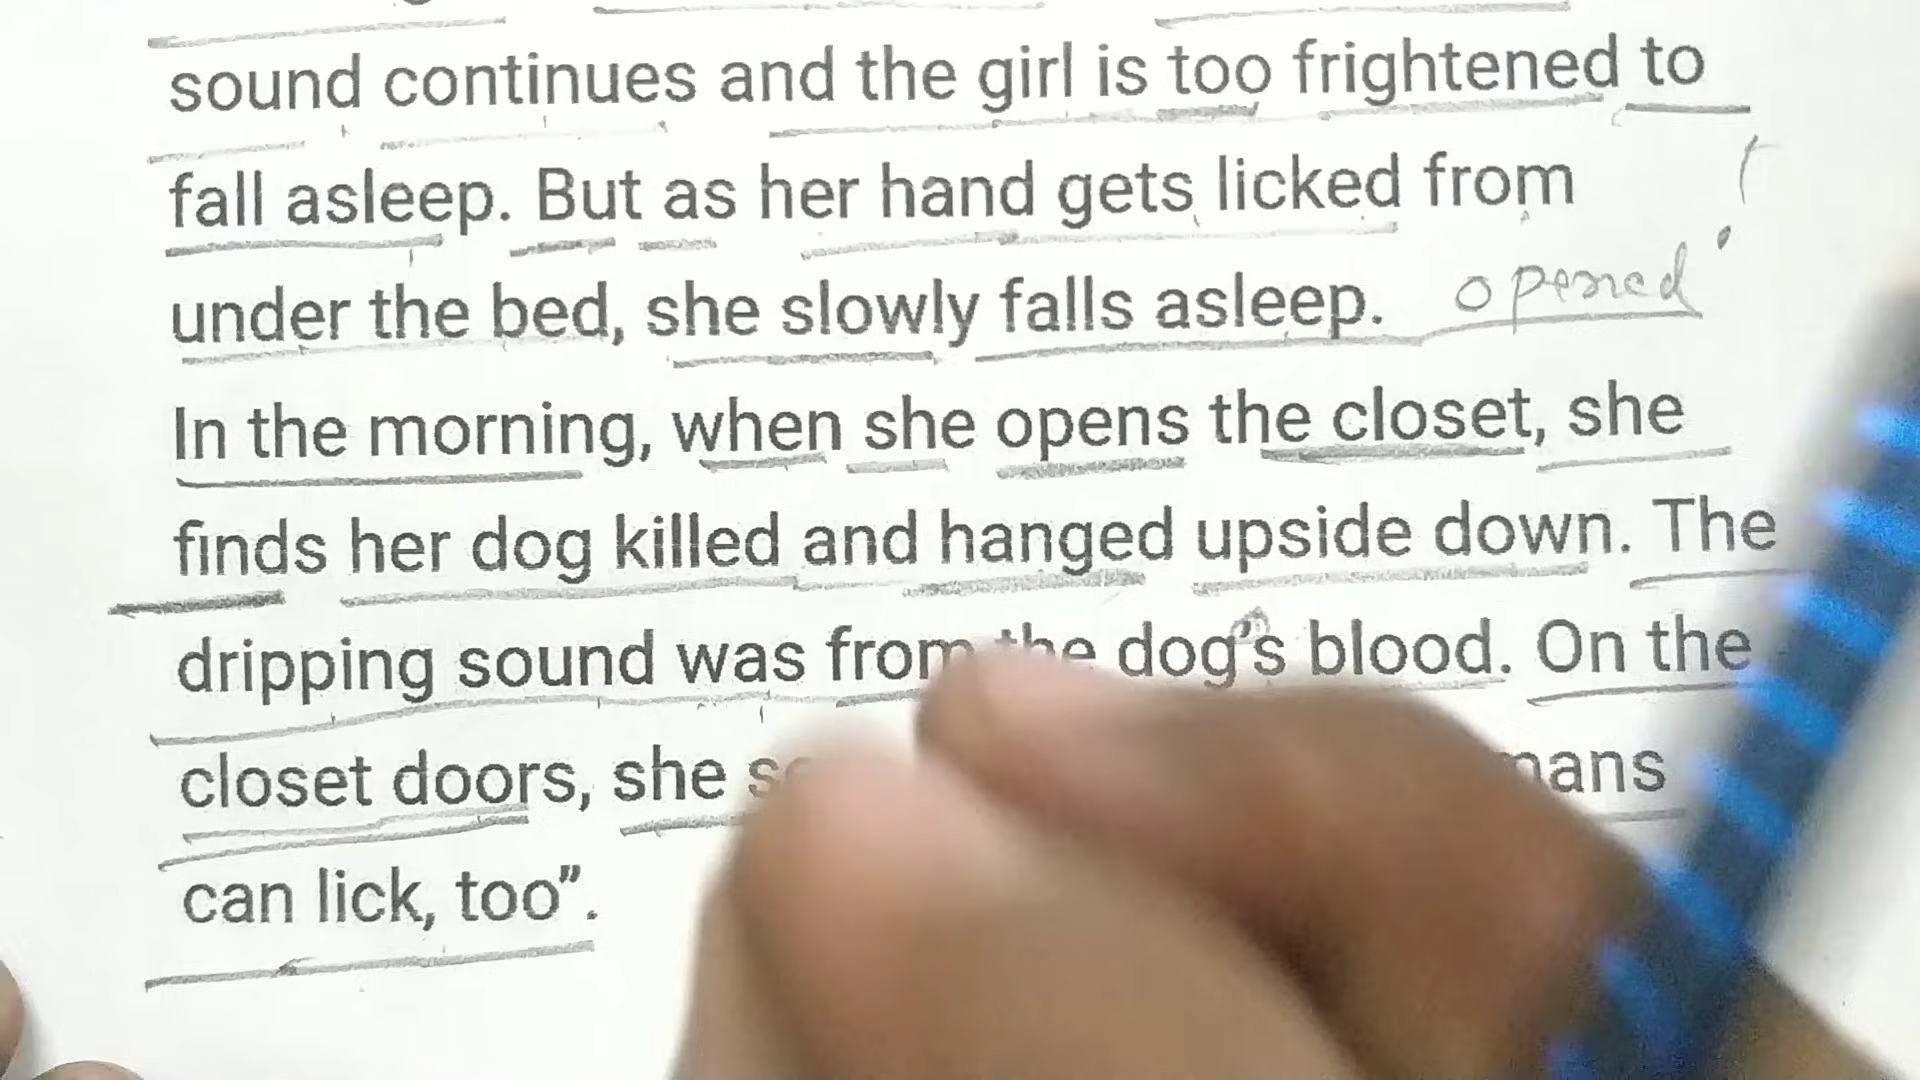 sound continues and the girl is too frightened to
fall asleep. But as her hand gets licked from
under the bed, she slowly falls asleep. opened
In the morning, when she opens the closet, she
finds her dog killed and hanged upside down. The
dripping sound was from the dog's blood. On the
closet doors, she
can lick, too”.